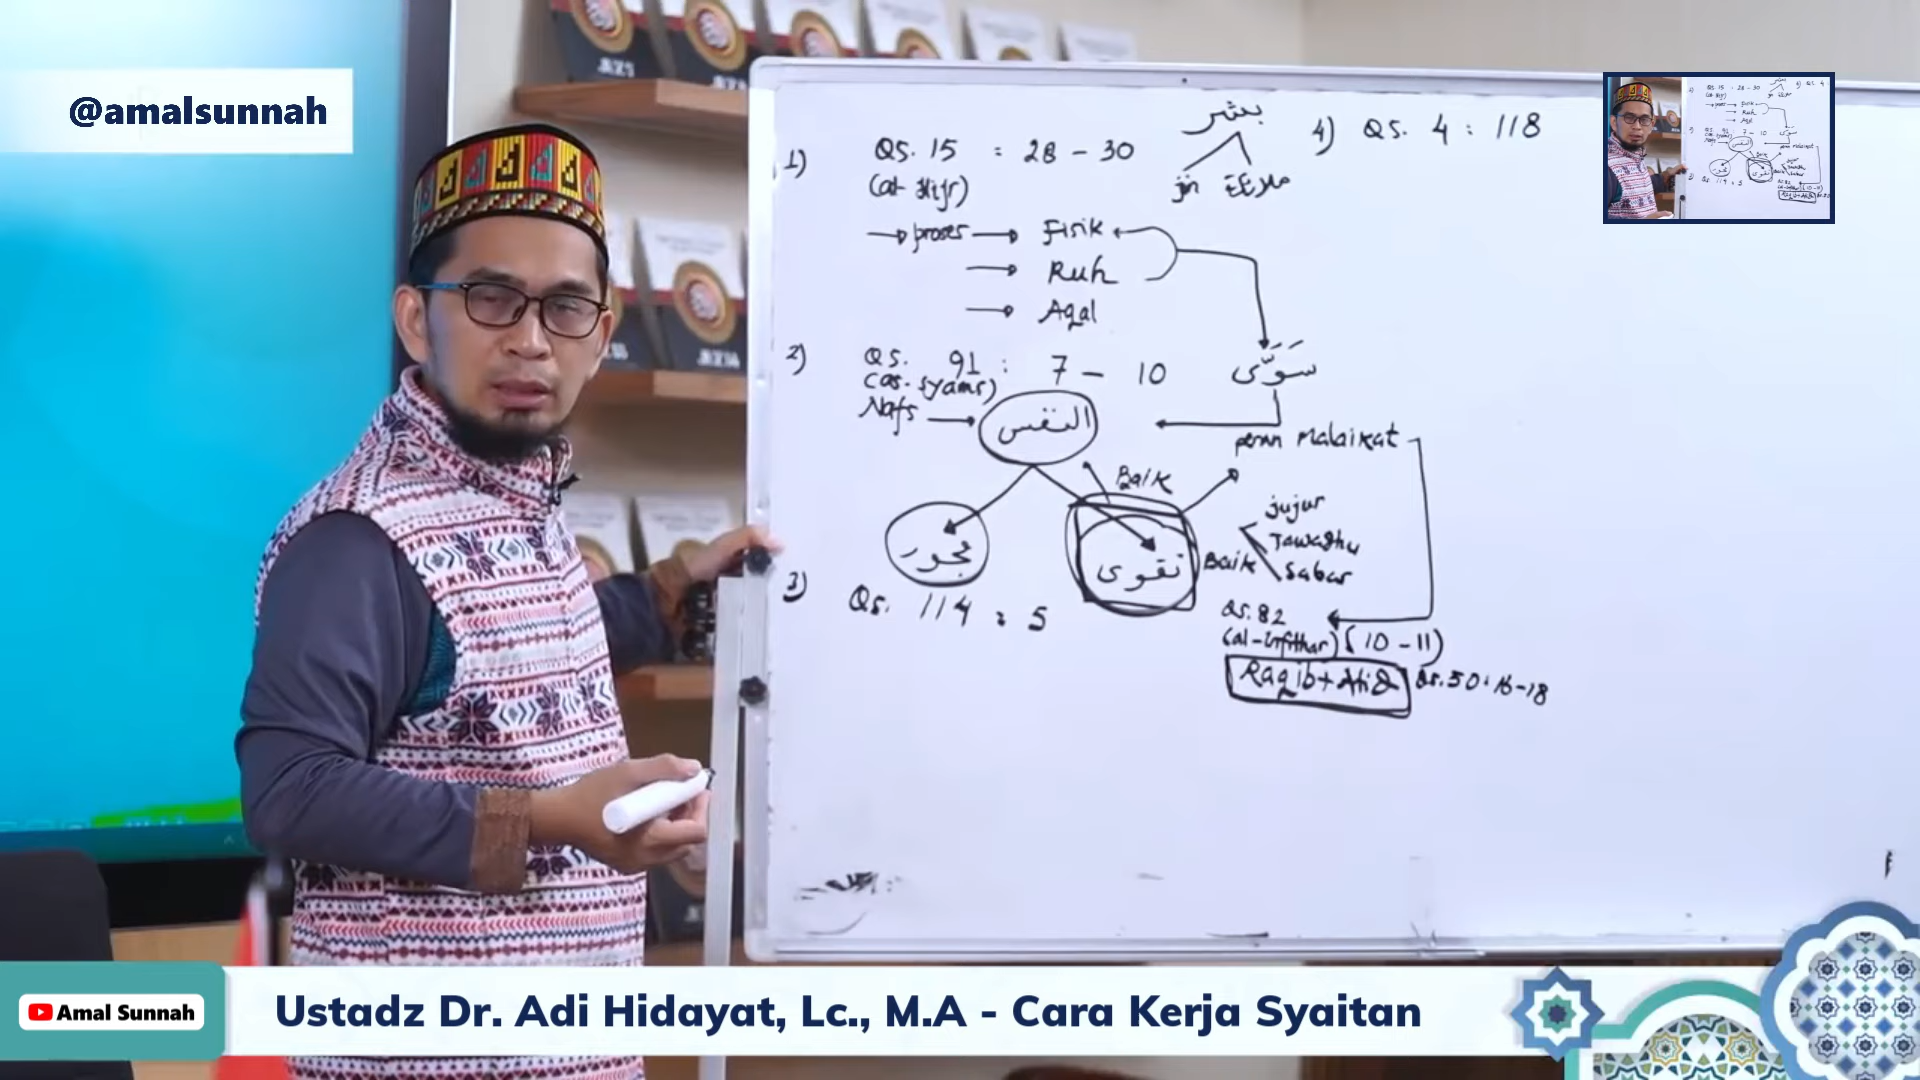 @amalsunnah
1) QS. 15 : 28 - 30
(al-Hijr)
بشر
jin ملائكة
4) QS. 4 : 118
→ proses → Fisik
→ Ruh
→ Aqal
2) QS. 91 : 7 - 10
(as-syams)
سَوَّى
Nafs → النفس
peran Malaikat
Baik
فجور
تقوى
Baik
jujur
Tawadhu
Sabar
3) QS. 114 : 5
QS. 82
(al-Infithar) (10 - 11)
Raqib + Atid QS. 50 : 16-18
Amal Sunnah
Ustadz Dr. Adi Hidayat, Lc., M.A - Cara Kerja Syaitan